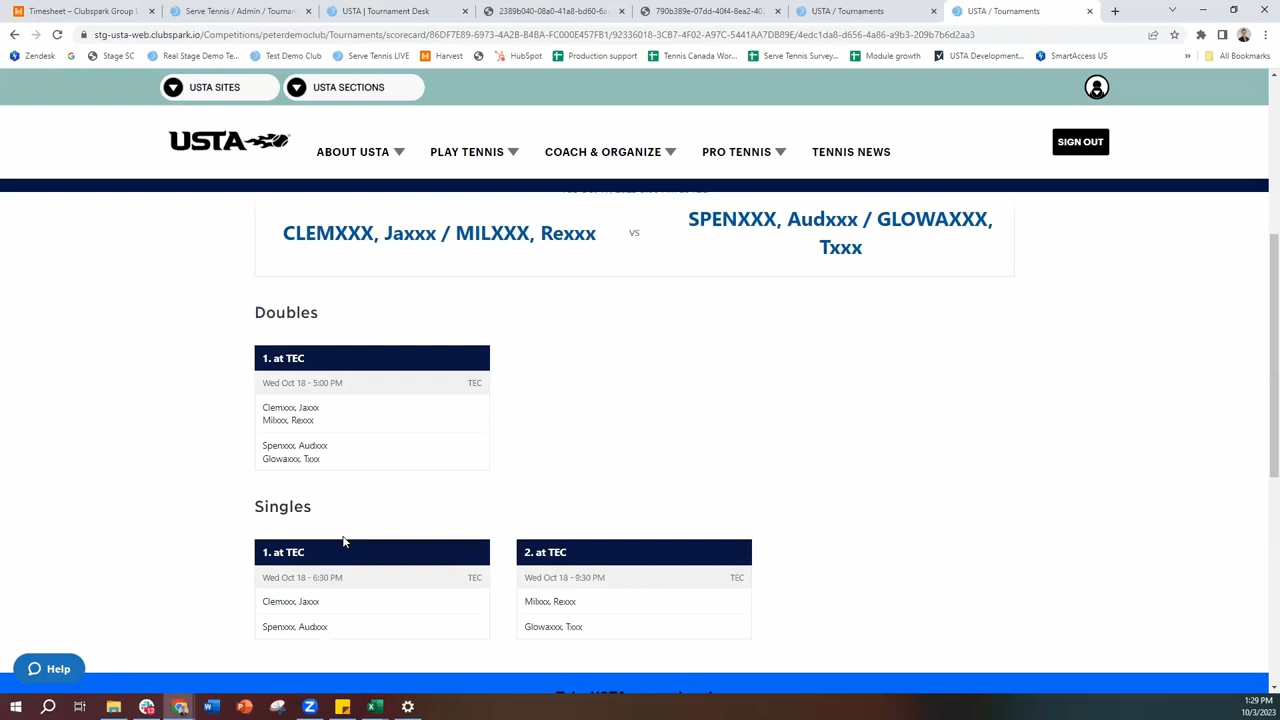 Timesheet – Clubspark Group L
Serve Tennis / Admin / Tournam
USTA | Tournament Desk
2389b040-08a0-41a8-bd60-6a
790b389e-07dd-40f4-8ea2-40
USTA / Tournaments
USTA / Tournaments
stg-usta-web.clubspark.io/Competitions/peterdemoclub/Tournaments/scorecard/86DF7E89-6973-4A2B-B4BA-FC000E457FB1/92336018-3CB7-4F02-A97C-5441AA7DB89E/4edc1da8-d656-4a86-a9b3-209b7b6d2aa3
Zendesk
Stage SC
Real Stage Demo Te...
Test Demo Club
Serve Tennis LIVE
Harvest
HubSpot
Production support
Tennis Canada Wor...
Serve Tennis Survey...
Module growth
USTA Development...
SmartAccess US
»
All Bookmarks
USTA SITES
USTA SECTIONS
USTA
ABOUT USTA
PLAY TENNIS
COACH & ORGANIZE
PRO TENNIS
TENNIS NEWS
SIGN OUT
CLEMXXX, Jaxxx / MILXXX, Rexxx
VS
SPENXXX, Audxxx / GLOWAXXX,
Txxx
Doubles
1. at TEC
Wed Oct 18 - 5:00 PM
TEC
Clemxxx, Jaxxx
Milxxx, Rexxx
Spenxxx, Audxxx
Glowaxxx, Txxx
Singles
1. at TEC
2. at TEC
Wed Oct 18 - 6:30 PM
TEC
Wed Oct 18 - 9:30 PM
TEC
Clemxxx, Jaxxx
Milxxx, Rexxx
Spenxxx, Audxxx
Glowaxxx, Txxx
Help
1:29 PM
10/3/2023